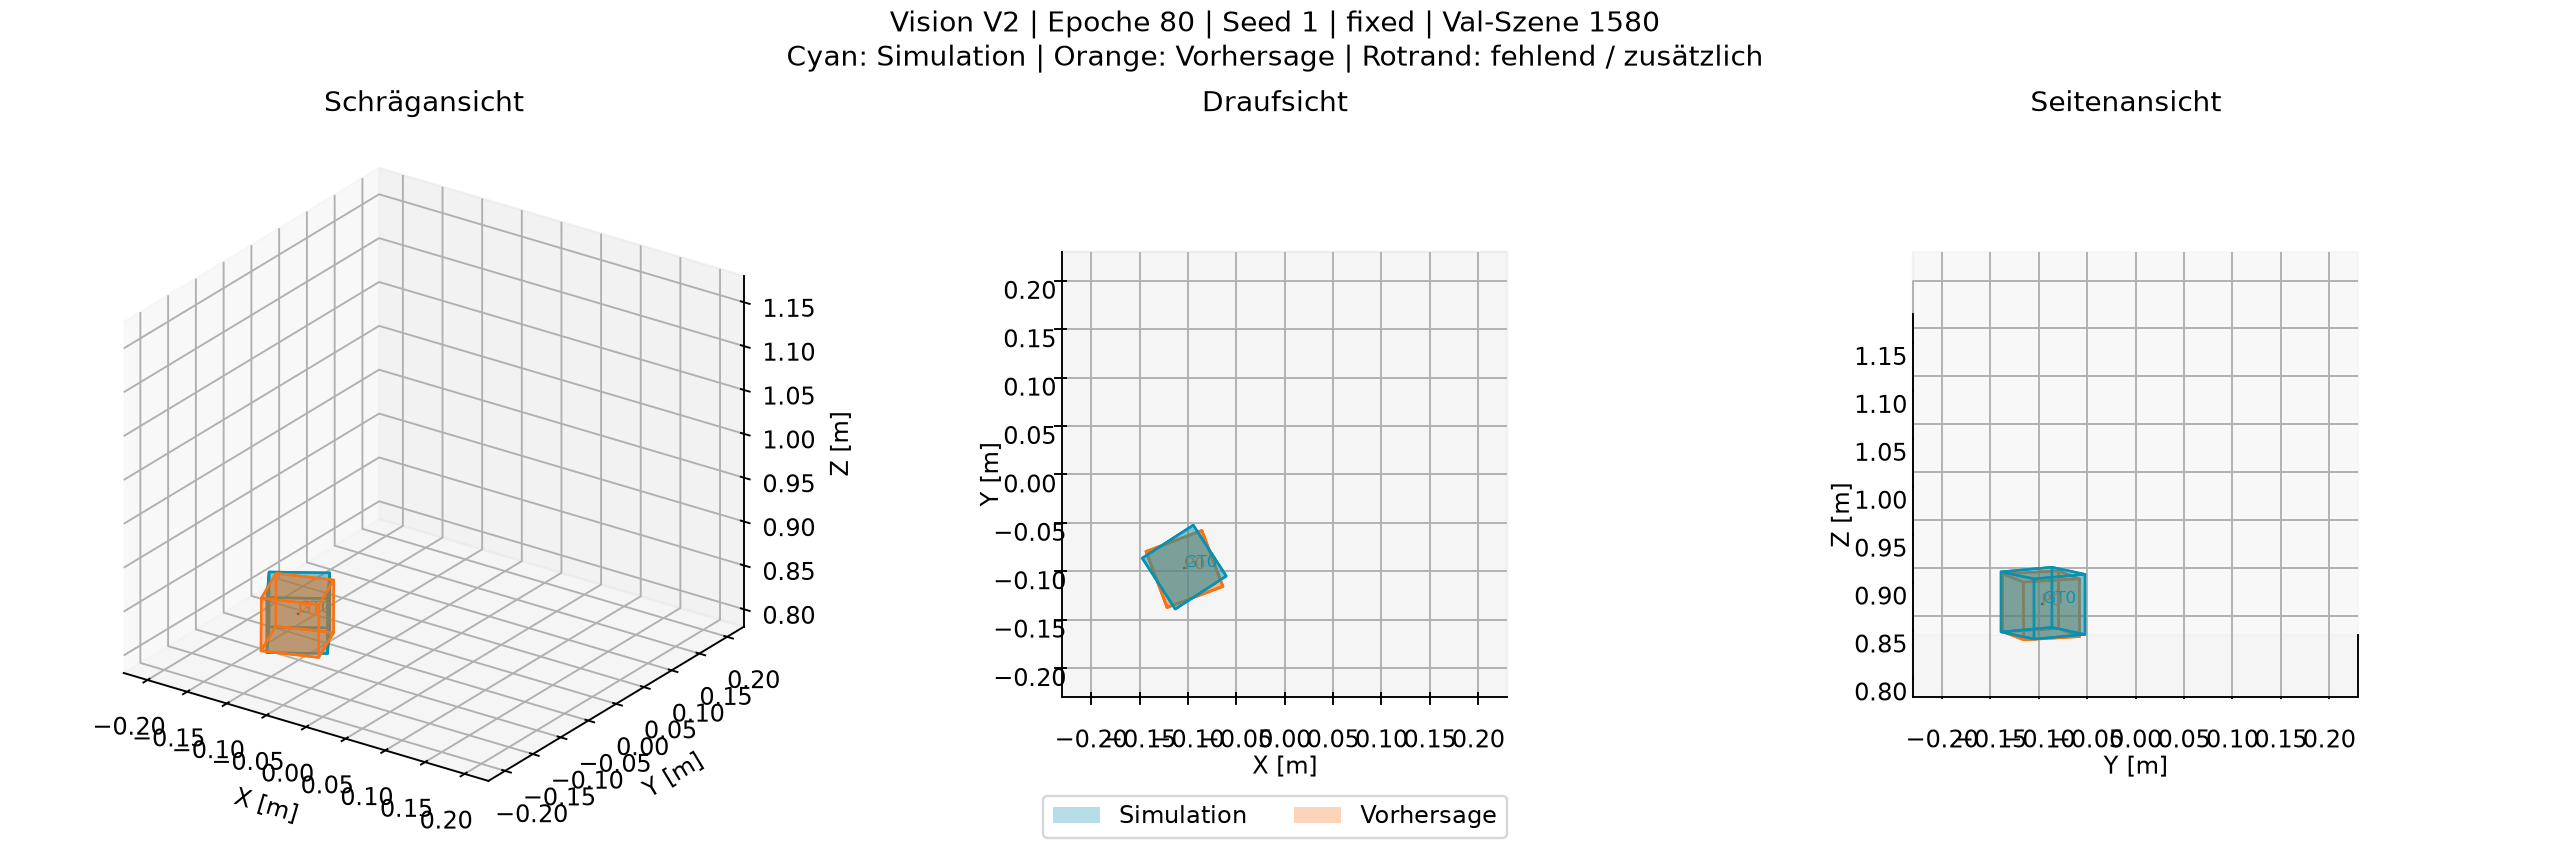 Vision V2 | Epoche 80 | Seed 1 | fixed | Val-Szene 1580
Cyan: Simulation | Orange: Vorhersage | Rotrand: fehlend / zusätzlich
Schrägansicht
1.15
1.10
1.05
1.00
0.95
0.90
0.85
0.80
Z [m]
−0.20
−0.15
−0.10
−0.05
0.00
0.05
0.10
0.15
0.20
X [m]
0.20
0.15
0.10
0.05
0.00
−0.05
−0.10
−0.15
−0.20
Y [m]
Draufsicht
0.20
0.15
0.10
0.05
0.00
−0.05
−0.10
−0.15
−0.20
Y [m]
GT0
−0.20 −0.15 −0.10 −0.05 0.00 0.05 0.10 0.15 0.20
X [m]
Seitenansicht
1.15
1.10
1.05
1.00
0.95
0.90
0.85
0.80
Z [m]
GT0
−0.20 −0.15 −0.10 −0.05 0.00 0.05 0.10 0.15 0.20
Y [m]
Simulation Vorhersage